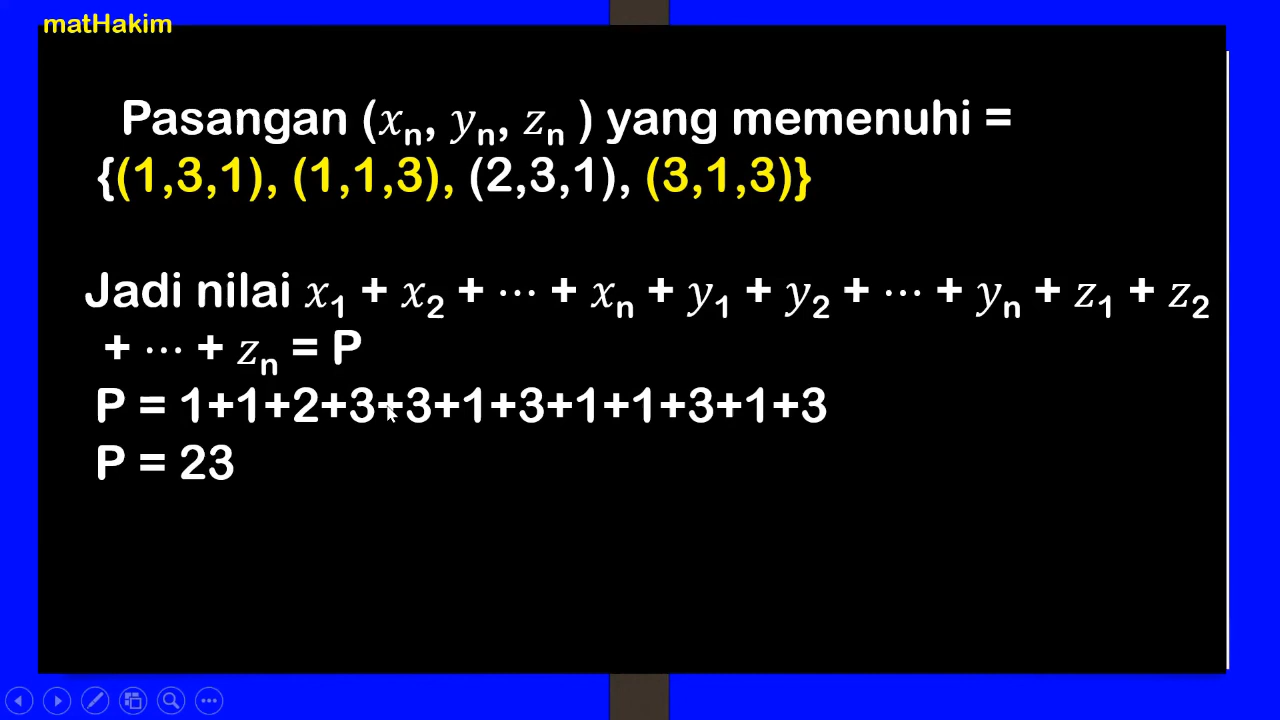 matHakim
Pasangan (xₙ, yₙ, zₙ ) yang memenuhi =
{(1,3,1), (1,1,3), (2,3,1), (3,1,3)}
Jadi nilai x₁ + x₂ + ⋯ + xₙ + y₁ + y₂ + ⋯ + yₙ + z₁ + z₂
+ ⋯ + zₙ = P
P = 1+1+2+3+3+1+3+1+1+3+1+3
P = 23